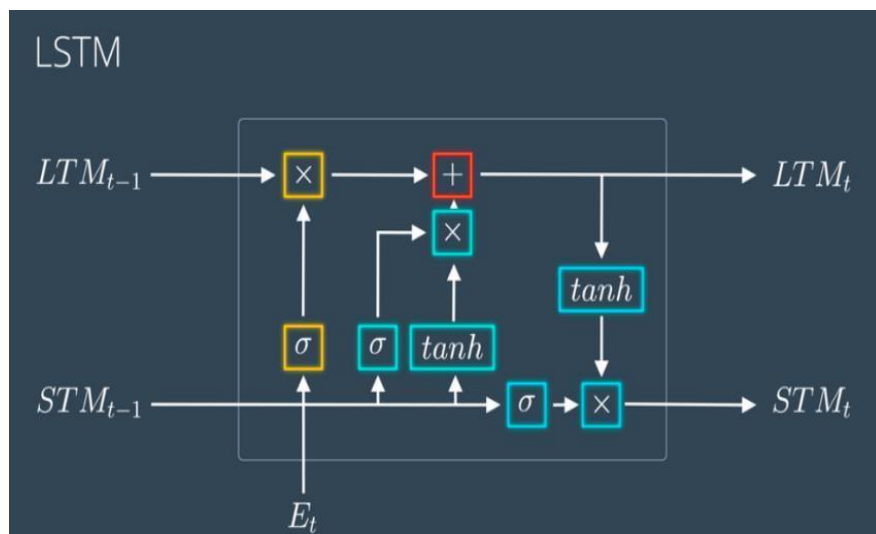 LSTM
LTM_{t-1} × + LTM_t
×
tanh
σ σ tanh
STM_{t-1} σ × STM_t
E_t